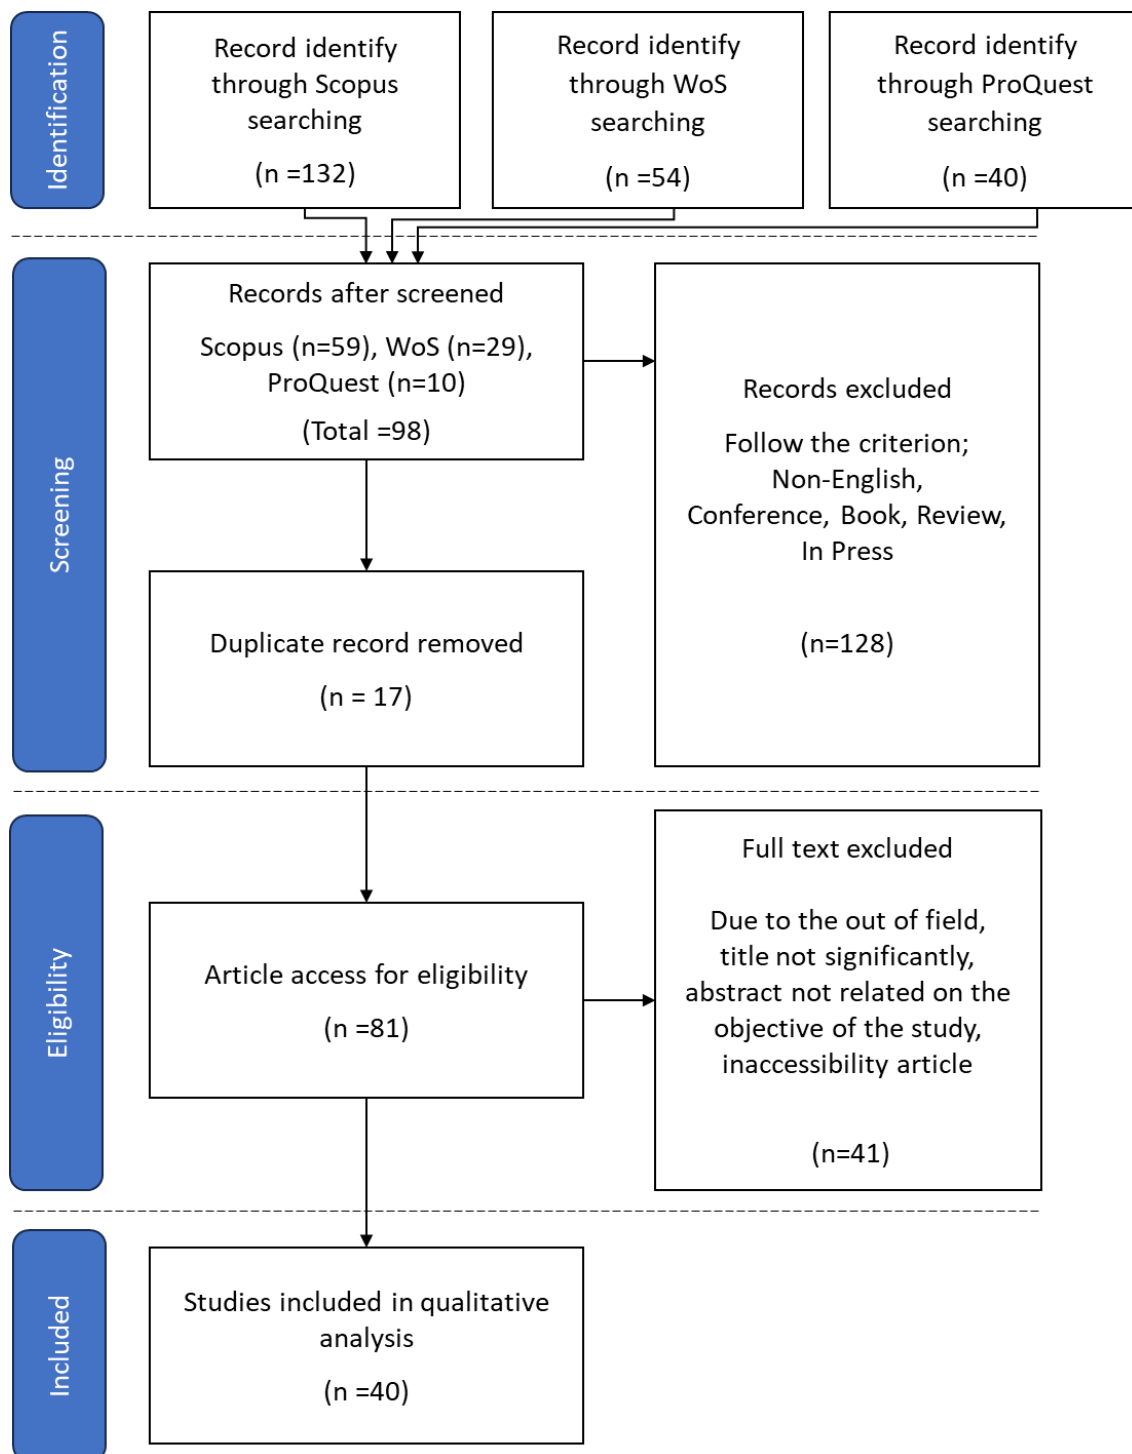 Identification
Record identify
through Scopus
searching
(n =132)
Record identify
through WoS
searching
(n =54)
Record identify
through ProQuest
searching
(n =40)
Screening
Records after screened
Scopus (n=59), WoS (n=29),
ProQuest (n=10)
(Total =98)
Records excluded
Follow the criterion;
Non-English,
Conference, Book, Review,
In Press
(n=128)
Duplicate record removed
(n = 17)
Eligibility
Article access for eligibility
(n =81)
Full text excluded
Due to the out of field,
title not significantly,
abstract not related on the
objective of the study,
inaccessibility article
(n=41)
Included
Studies included in qualitative
analysis
(n =40)